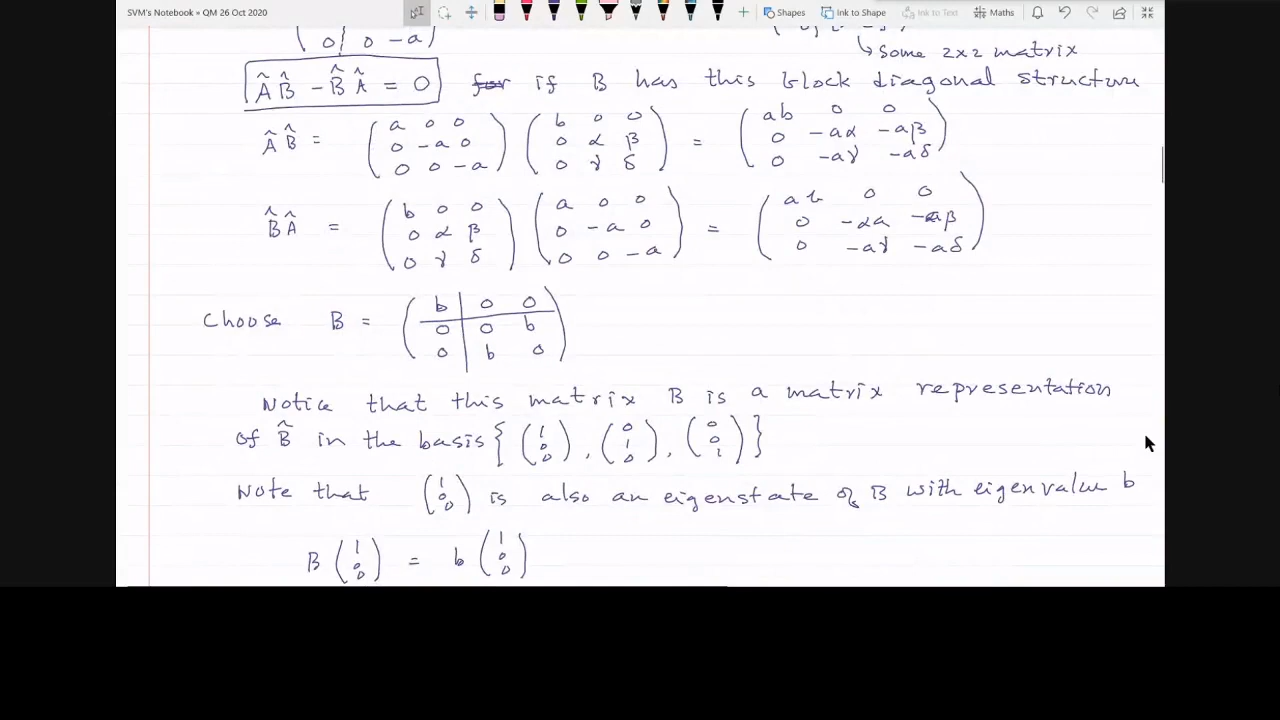 SVM's Notebook » QM 26 Oct 2020
Shapes Ink to Shape Ink to Text Maths
0 0 -a
↳ some 2x2 matrix
Â B̂ - B̂ Â = 0 for if B has this block diagonal structure
Â B̂ = ( a 0 0 ) ( b 0 0 ) = ( ab 0 0 )
( 0 -a 0 ) ( 0 α β ) ( 0 -aα -aβ )
( 0 0 -a ) ( 0 γ δ ) ( 0 -aγ -aδ )
B̂ Â = ( b 0 0 ) ( a 0 0 ) = ( ab 0 0 )
( 0 α β ) ( 0 -a 0 ) ( 0 -αa -aβ )
( 0 γ δ ) ( 0 0 -a ) ( 0 -aγ -aδ )
Choose B = ( b 0 0 )
( 0 0 b )
( 0 b 0 )
Notice that this matrix B is a matrix representation
of B̂ in the basis { (1 0 0), (0 1 0), (0 0 1) }
Note that (1 0 0) is also an eigenstate of B with eigenvalue b
B (1 0 0) = b (1 0 0)